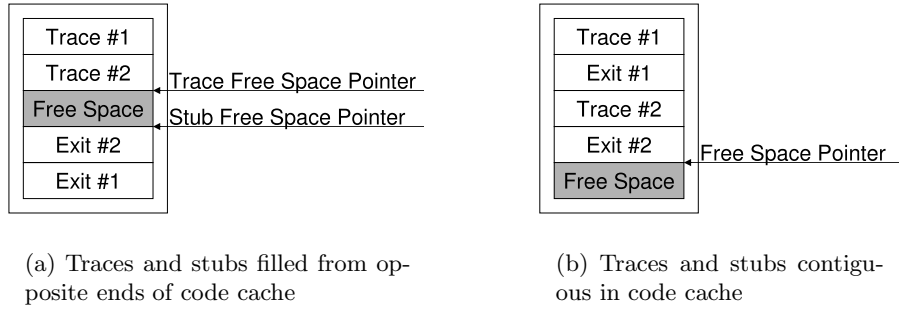 Trace #1
Trace #2
Trace Free Space Pointer
Free Space
Stub Free Space Pointer
Exit #2
Exit #1
(a) Traces and stubs filled from op-
posite ends of code cache
Trace #1
Exit #1
Trace #2
Exit #2
Free Space Pointer
Free Space
(b) Traces and stubs contigu-
ous in code cache